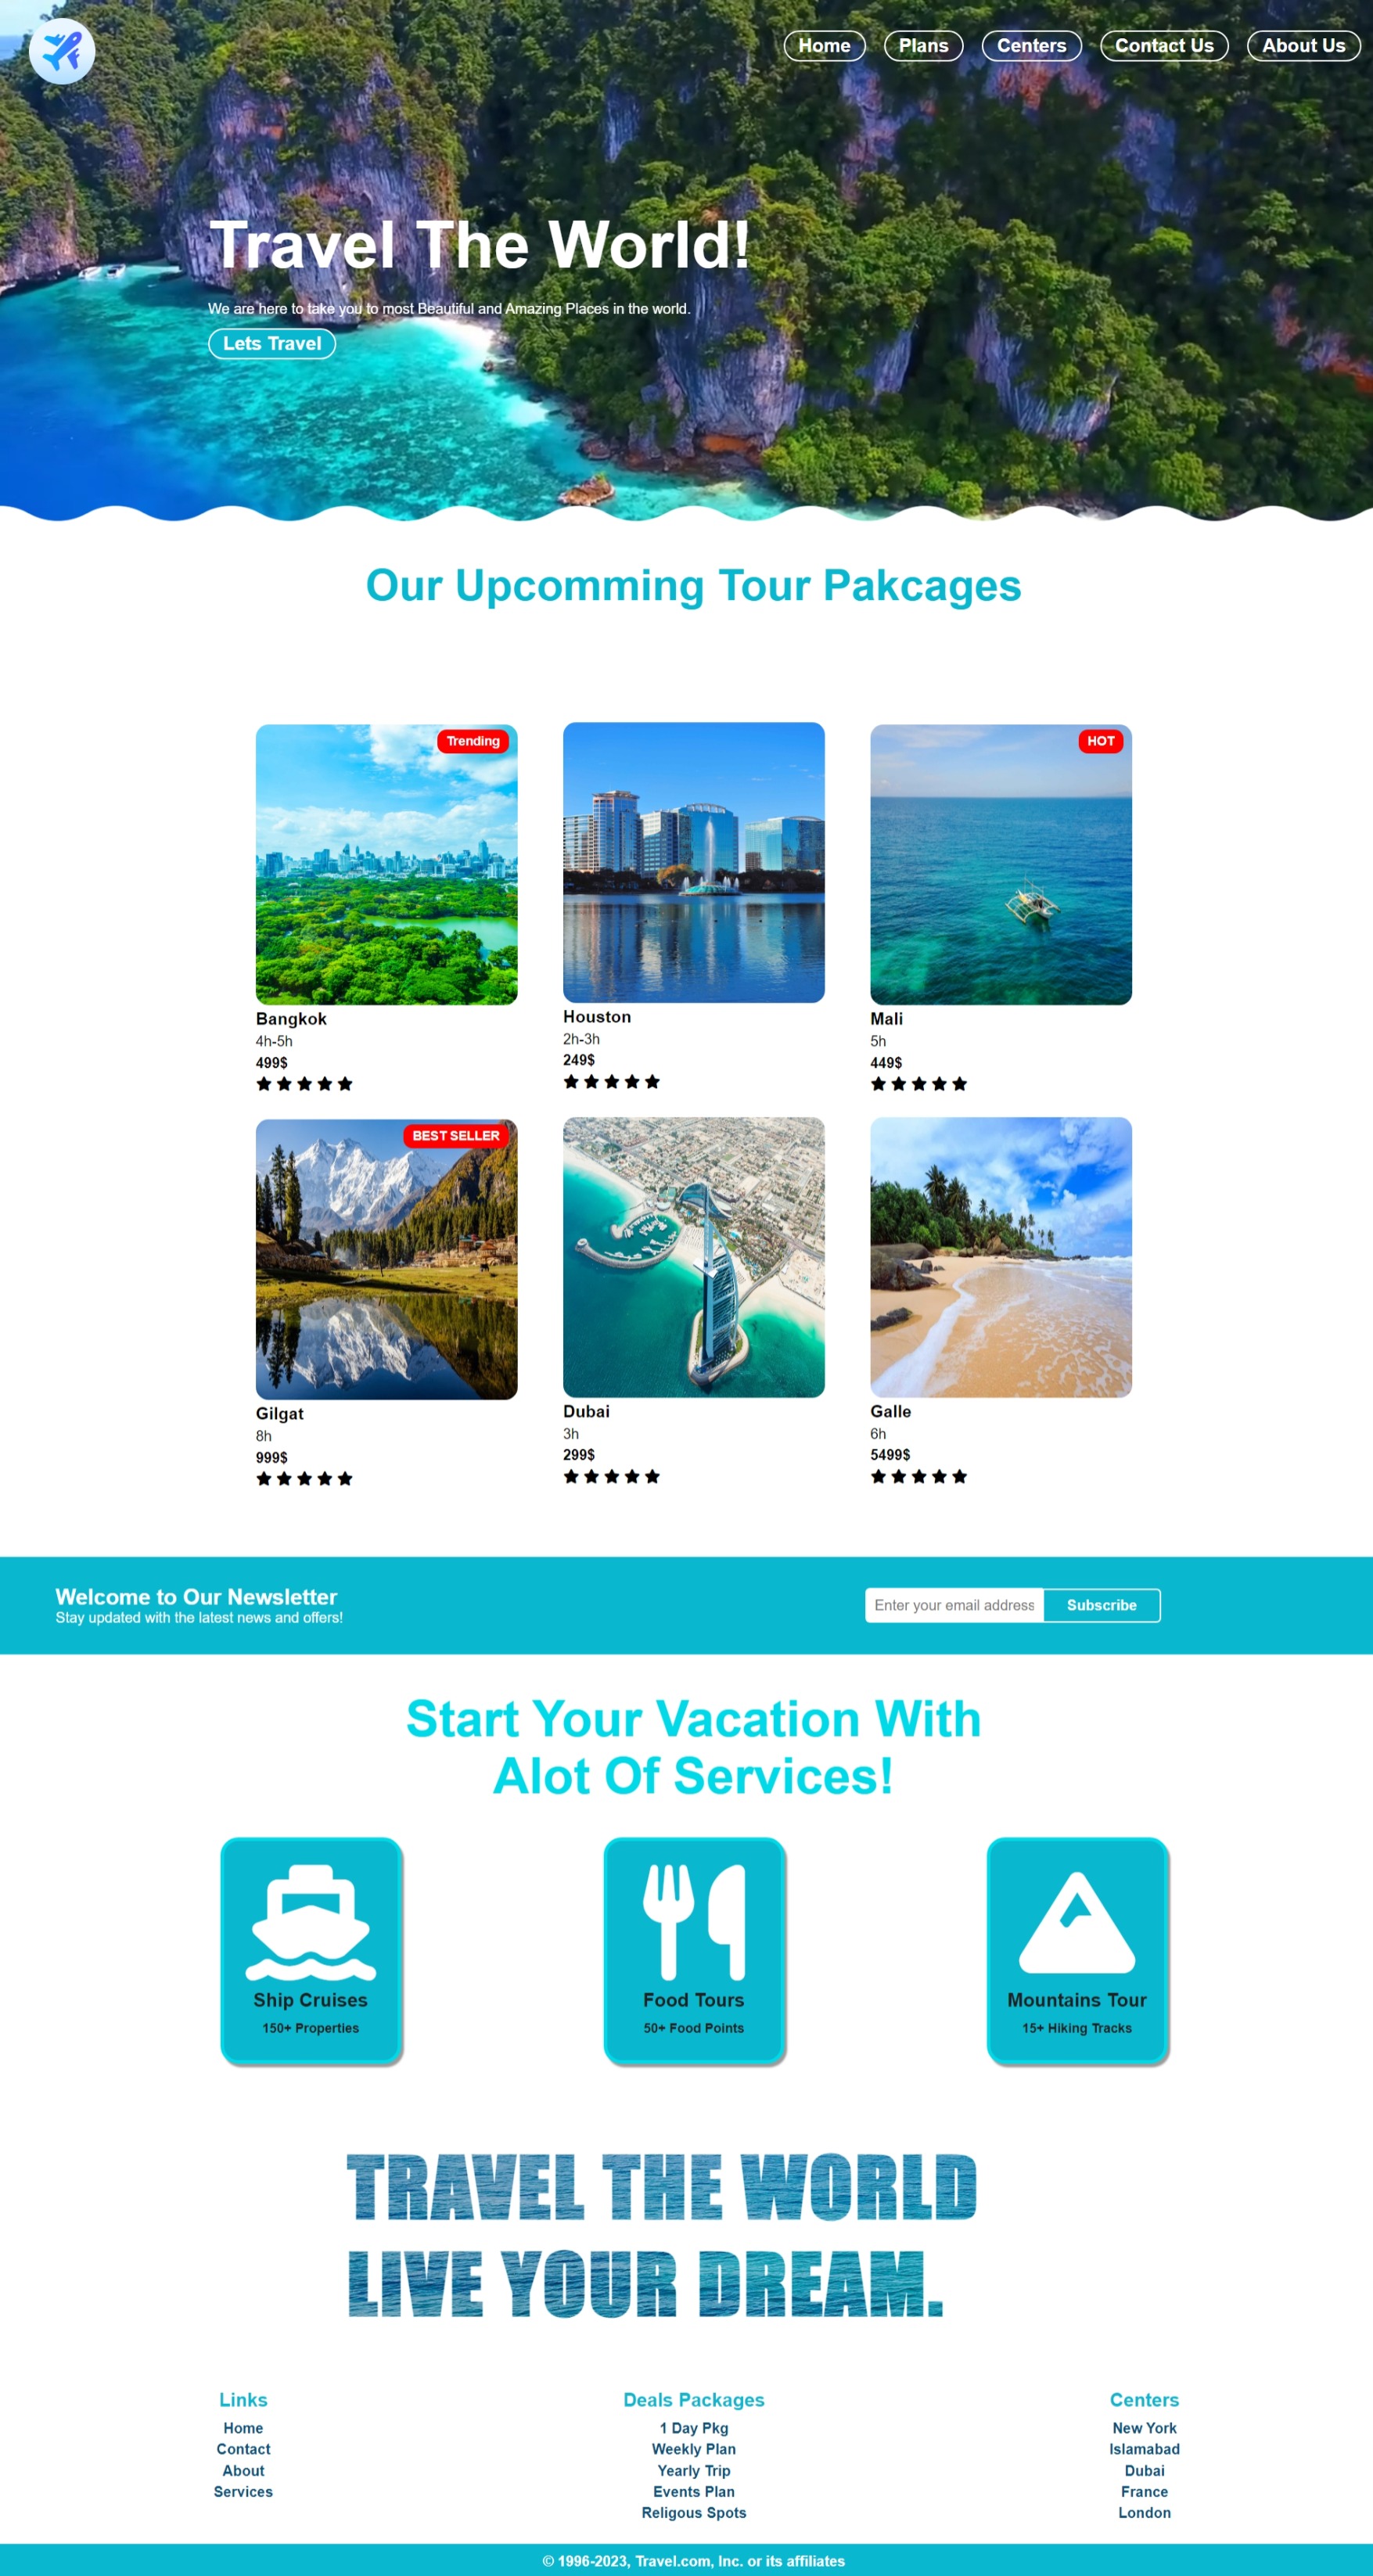 Home Plans Centers Contact Us About Us
Travel The World!
We are here to take you to most Beautiful and Amazing Places in the world.
Lets Travel
Our Upcomming Tour Pakcages
Trending
Bangkok
4h-5h
499$
Houston
2h-3h
249$
HOT
Mali
5h
449$
BEST SELLER
Gilgat
8h
999$
Dubai
3h
299$
Galle
6h
5499$
Welcome to Our Newsletter
Stay updated with the latest news and offers!
Enter your email address Subscribe
Start Your Vacation With
Alot Of Services!
Ship Cruises
150+ Properties
Food Tours
50+ Food Points
Mountains Tour
15+ Hiking Tracks
TRAVEL THE WORLD
LIVE YOUR DREAM.
Links
Home
Contact
About
Services
Deals Packages
1 Day Pkg
Weekly Plan
Yearly Trip
Events Plan
Religous Spots
Centers
New York
Islamabad
Dubai
France
London
© 1996-2023, Travel.com, Inc. or its affiliates